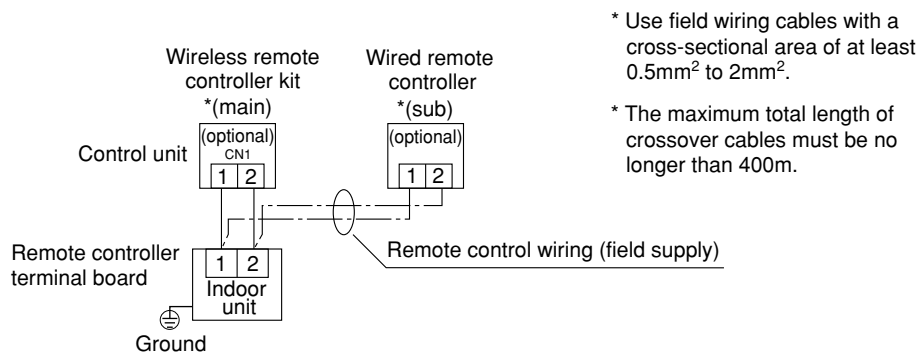 Wireless remote
controller kit
*(main)
(optional)
CN1
1 2
Control unit
Wired remote
controller
*(sub)
(optional)
1 2
* Use field wiring cables with a
cross-sectional area of at least
0.5mm² to 2mm².
* The maximum total length of
crossover cables must be no
longer than 400m.
Remote controller
terminal board
1 2
Indoor
unit
Ground
Remote control wiring (field supply)